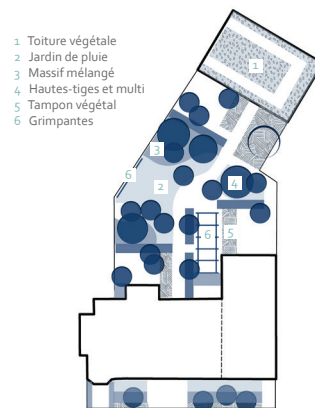 1 Toiture végétale
2 Jardin de pluie
3 Massif mélangé
4 Hautes-tiges et multi
5 Tampon végétal
6 Grimpantes
1
3
6
2
4
6
5